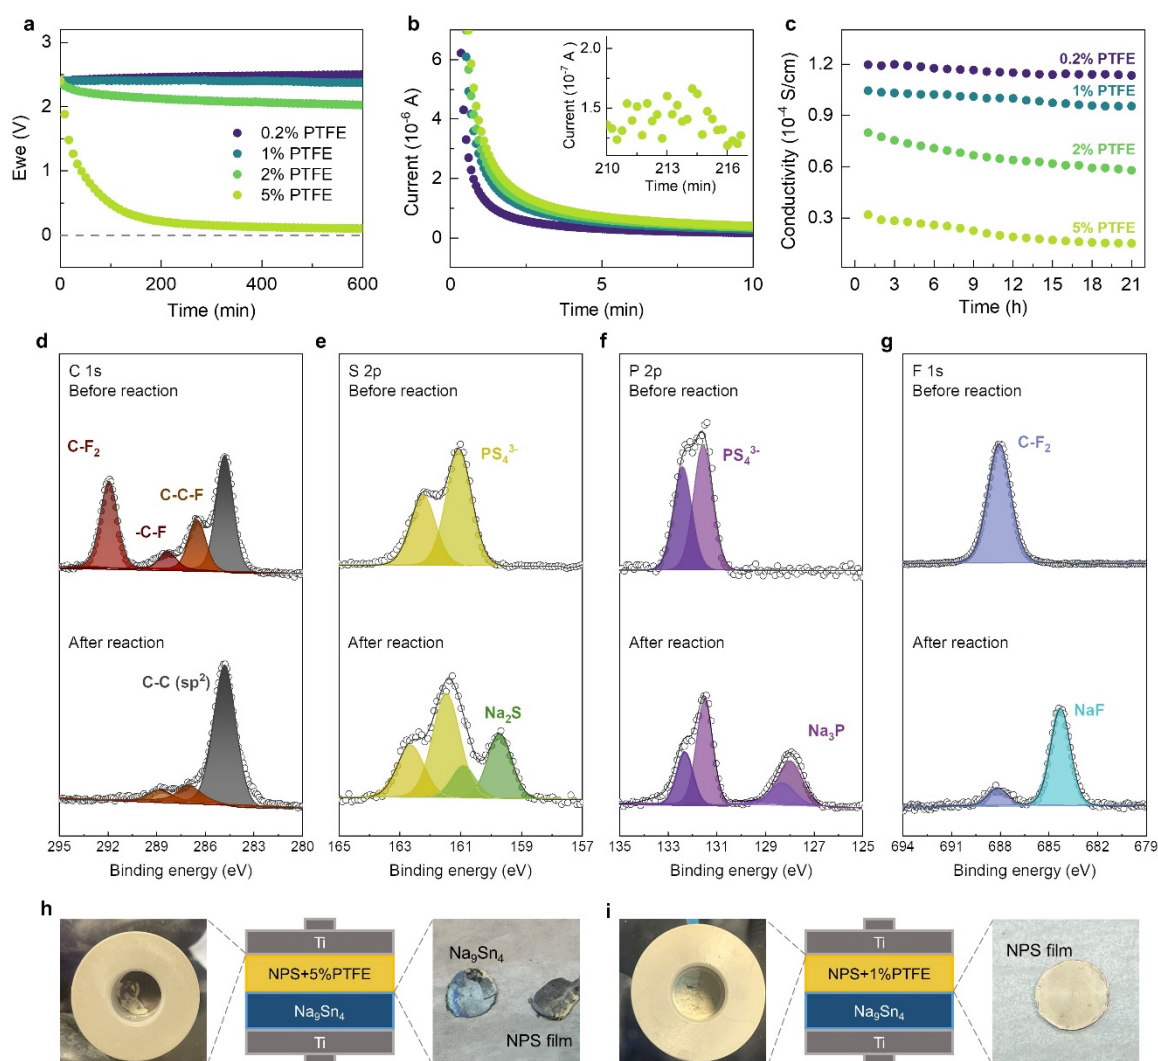 a
3
2
1
0
Ewe (V)
0.2% PTFE
1% PTFE
2% PTFE
5% PTFE
0
200
400
600
Time (min)
b
6
4
2
0
Current (10⁻⁶ A)
2.0
1.5
1.0
Current (10⁻⁷ A)
210
213
216
Time (min)
0
5
10
Time (min)
c
1.2
0.9
0.6
0.3
Conductivity (10⁻⁴ S/cm)
0.2% PTFE
1% PTFE
2% PTFE
5% PTFE
0
3
6
9
12
15
18
21
Time (h)
d
C 1s
Before reaction
C-F₂
C-C-F
-C-F
After reaction
C-C (sp²)
295
292
289
286
283
280
Binding energy (eV)
e
S 2p
Before reaction
PS₄³⁻
After reaction
Na₂S
165
163
161
159
157
Binding energy (eV)
f
P 2p
Before reaction
PS₄³⁻
After reaction
Na₃P
135
133
131
129
127
125
Binding energy (eV)
g
F 1s
Before reaction
C-F₂
After reaction
NaF
694
691
688
685
682
679
Binding energy (eV)
h
Ti
NPS+5%PTFE
Na₉Sn₄
Ti
Na₉Sn₄
NPS film
i
Ti
NPS+1%PTFE
Na₉Sn₄
Ti
NPS film